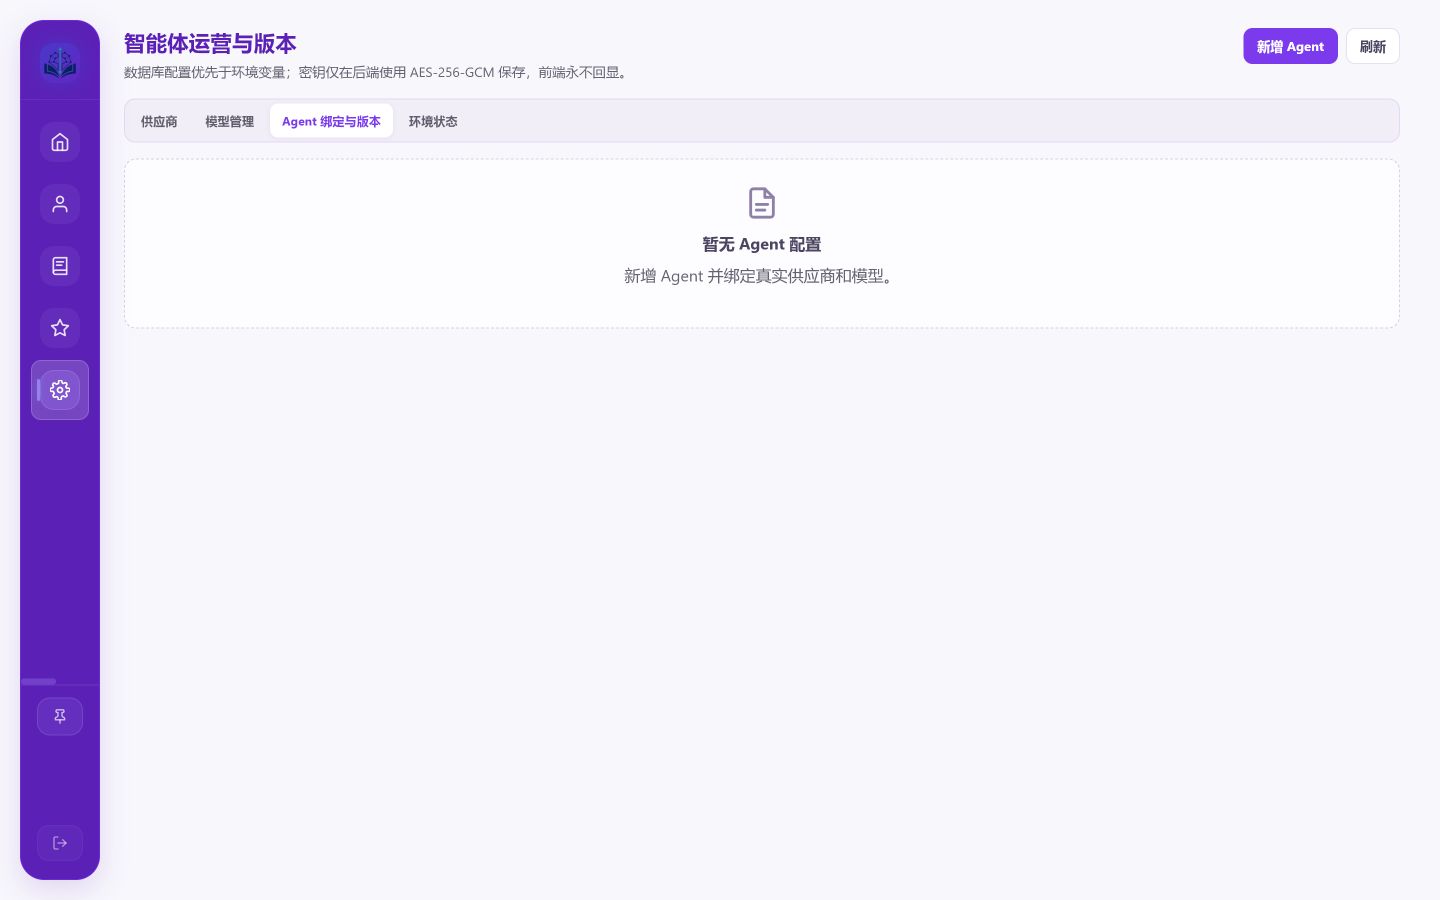 智能体运营与版本
数据库配置优先于环境变量；密钥仅在后端使用 AES-256-GCM 保存，前端永不回显。
新增 Agent
刷新
供应商
模型管理
Agent 绑定与版本
环境状态
暂无 Agent 配置
新增 Agent 并绑定真实供应商和模型。